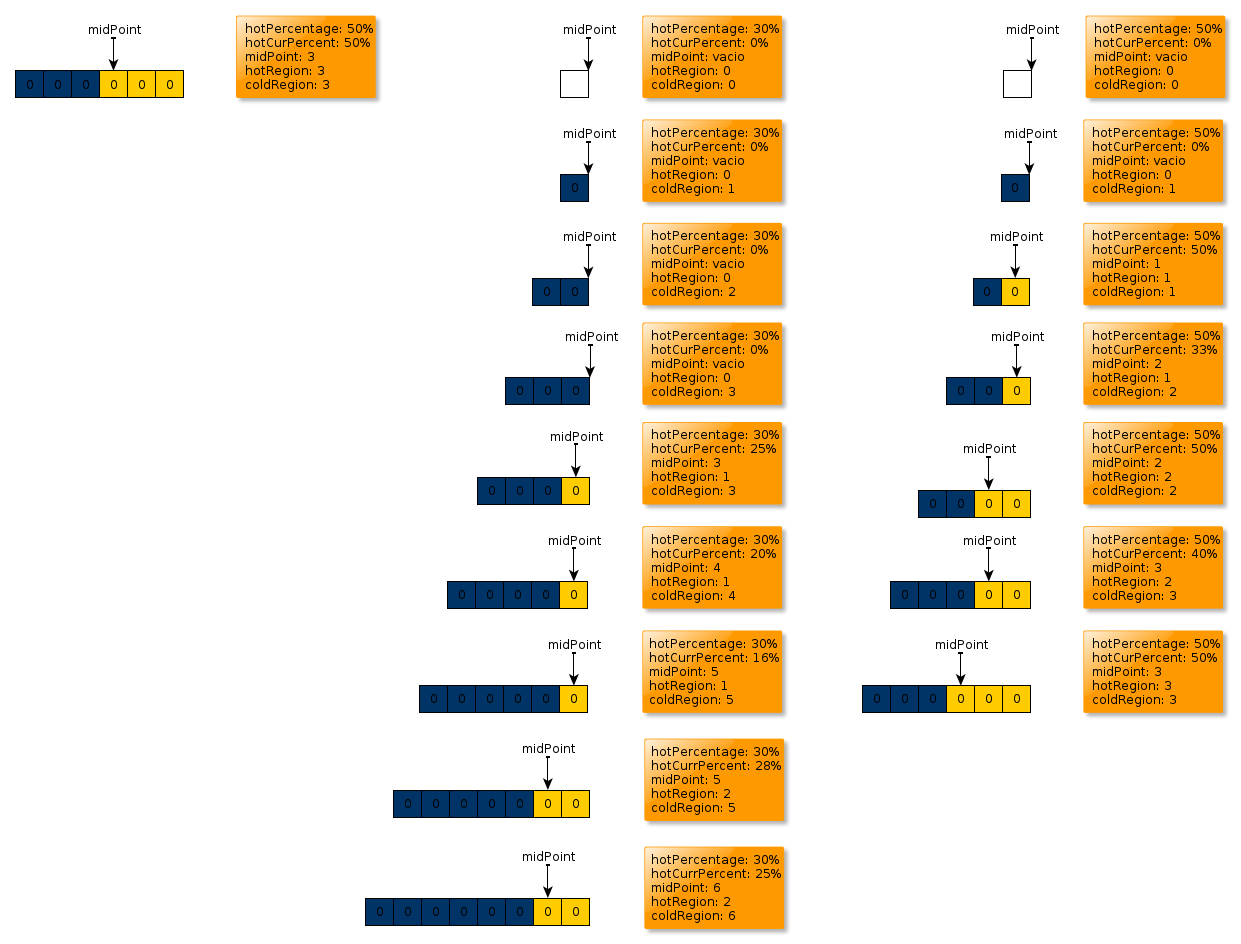 midPoint
0 0 0 0 0 0
hotPercentage: 50%
hotCurPercent: 50%
midPoint: 3
hotRegion: 3
coldRegion: 3
midPoint
hotPercentage: 30%
hotCurPercent: 0%
midPoint: vacio
hotRegion: 0
coldRegion: 0
midPoint
0
hotPercentage: 30%
hotCurPercent: 0%
midPoint: vacio
hotRegion: 0
coldRegion: 1
midPoint
0 0
hotPercentage: 30%
hotCurPercent: 0%
midPoint: vacio
hotRegion: 0
coldRegion: 2
midPoint
0 0 0
hotPercentage: 30%
hotCurPercent: 0%
midPoint: vacio
hotRegion: 0
coldRegion: 3
midPoint
0 0 0 0
hotPercentage: 30%
hotCurPercent: 25%
midPoint: 3
hotRegion: 1
coldRegion: 3
midPoint
0 0 0 0 0
hotPercentage: 30%
hotCurPercent: 20%
midPoint: 4
hotRegion: 1
coldRegion: 4
midPoint
0 0 0 0 0 0
hotPercentage: 30%
hotCurrPercent: 16%
midPoint: 5
hotRegion: 1
coldRegion: 5
midPoint
0 0 0 0 0 0 0
hotPercentage: 30%
hotCurrPercent: 28%
midPoint: 5
hotRegion: 2
coldRegion: 5
midPoint
0 0 0 0 0 0 0 0
hotPercentage: 30%
hotCurrPercent: 25%
midPoint: 6
hotRegion: 2
coldRegion: 6
midPoint
hotPercentage: 50%
hotCurPercent: 0%
midPoint: vacio
hotRegion: 0
coldRegion: 0
midPoint
0
hotPercentage: 50%
hotCurPercent: 0%
midPoint: vacio
hotRegion: 0
coldRegion: 1
midPoint
0 0
hotPercentage: 50%
hotCurPercent: 50%
midPoint: 1
hotRegion: 1
coldRegion: 1
midPoint
0 0 0
hotPercentage: 50%
hotCurPercent: 33%
midPoint: 2
hotRegion: 1
coldRegion: 2
midPoint
0 0 0 0
hotPercentage: 50%
hotCurPercent: 50%
midPoint: 2
hotRegion: 2
coldRegion: 2
midPoint
0 0 0 0 0
hotPercentage: 50%
hotCurPercent: 40%
midPoint: 3
hotRegion: 2
coldRegion: 3
midPoint
0 0 0 0 0 0
hotPercentage: 50%
hotCurPercent: 50%
midPoint: 3
hotRegion: 3
coldRegion: 3